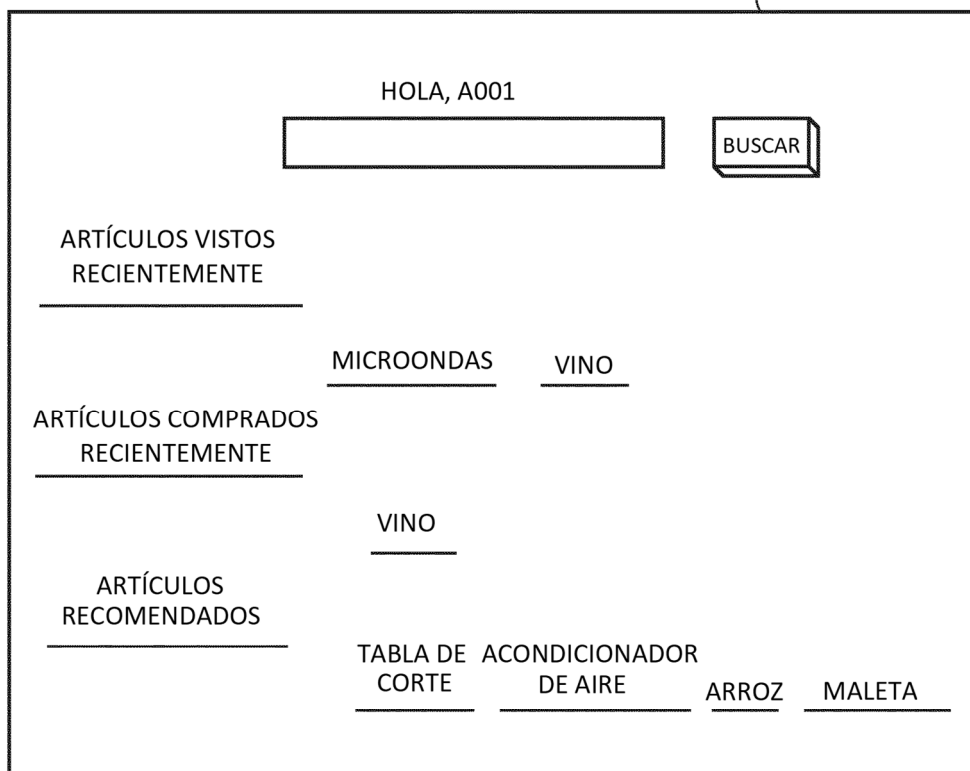 HOLA, A001
BUSCAR
ARTÍCULOS VISTOS
RECIENTEMENTE
MICROONDAS
VINO
ARTÍCULOS COMPRADOS
RECIENTEMENTE
VINO
ARTÍCULOS
RECOMENDADOS
TABLA DE
CORTE
ACONDICIONADOR
DE AIRE
ARROZ
MALETA